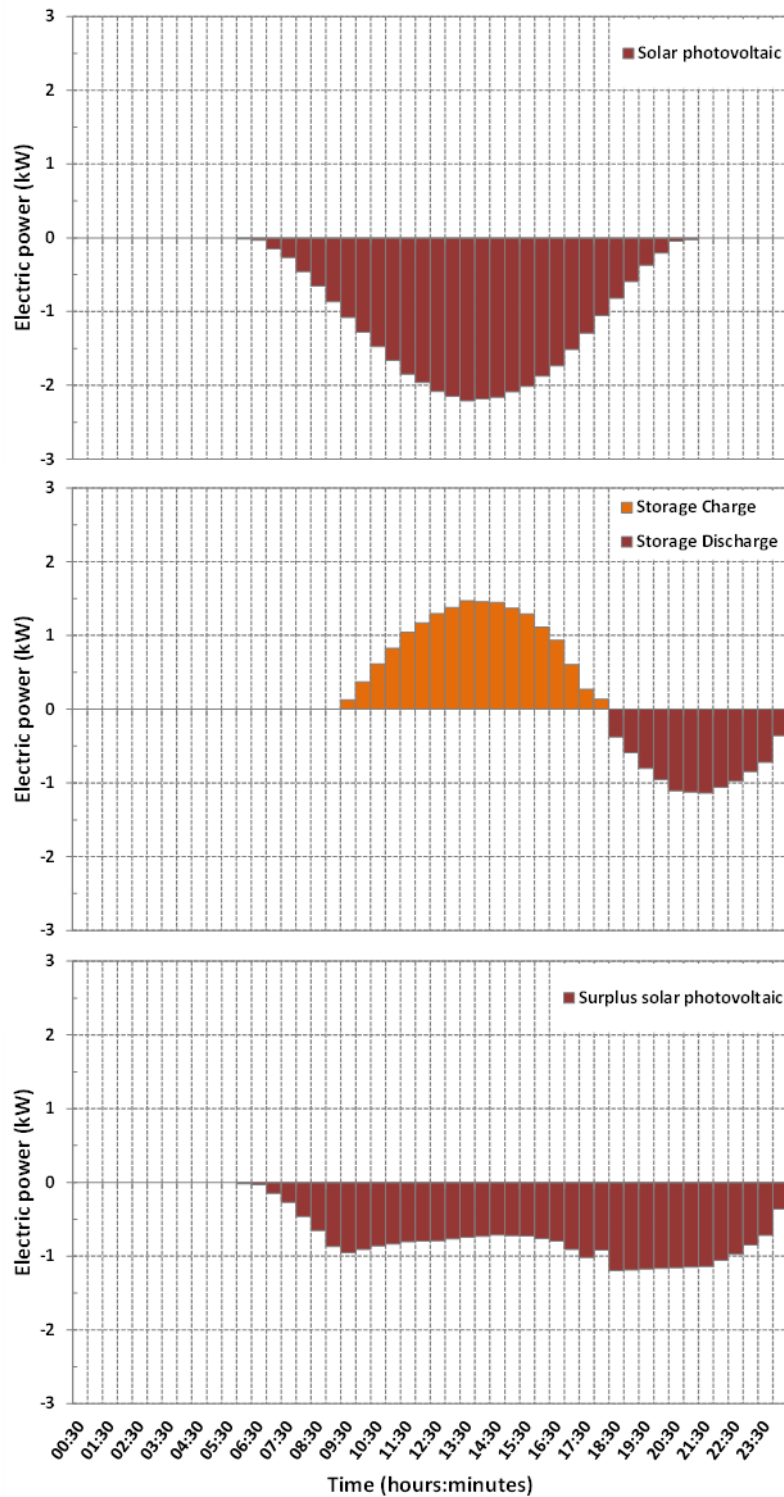 3
Solar photovoltaic
2
1
0
-1
-2
-3
Electric power (kW)
3
Storage Charge
2
Storage Discharge
1
0
-1
-2
-3
Electric power (kW)
3
Surplus solar photovoltaic
2
1
0
-1
-2
-3
Electric power (kW)
00:30 01:30 02:30 03:30 04:30 05:30 06:30 07:30 08:30 09:30 10:30 11:30 12:30 13:30 14:30 15:30 16:30 17:30 18:30 19:30 20:30 21:30 22:30 23:30
Time (hours:minutes)